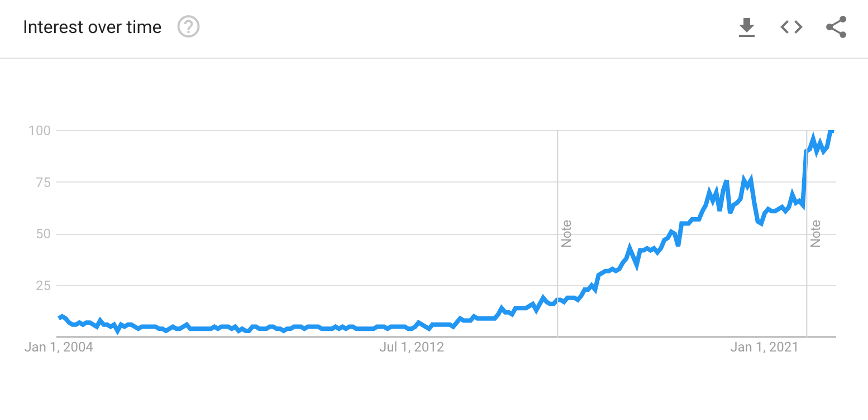 Interest over time
100
75
50
25
Note
Note
Jan 1, 2004
Jul 1, 2012
Jan 1, 2021